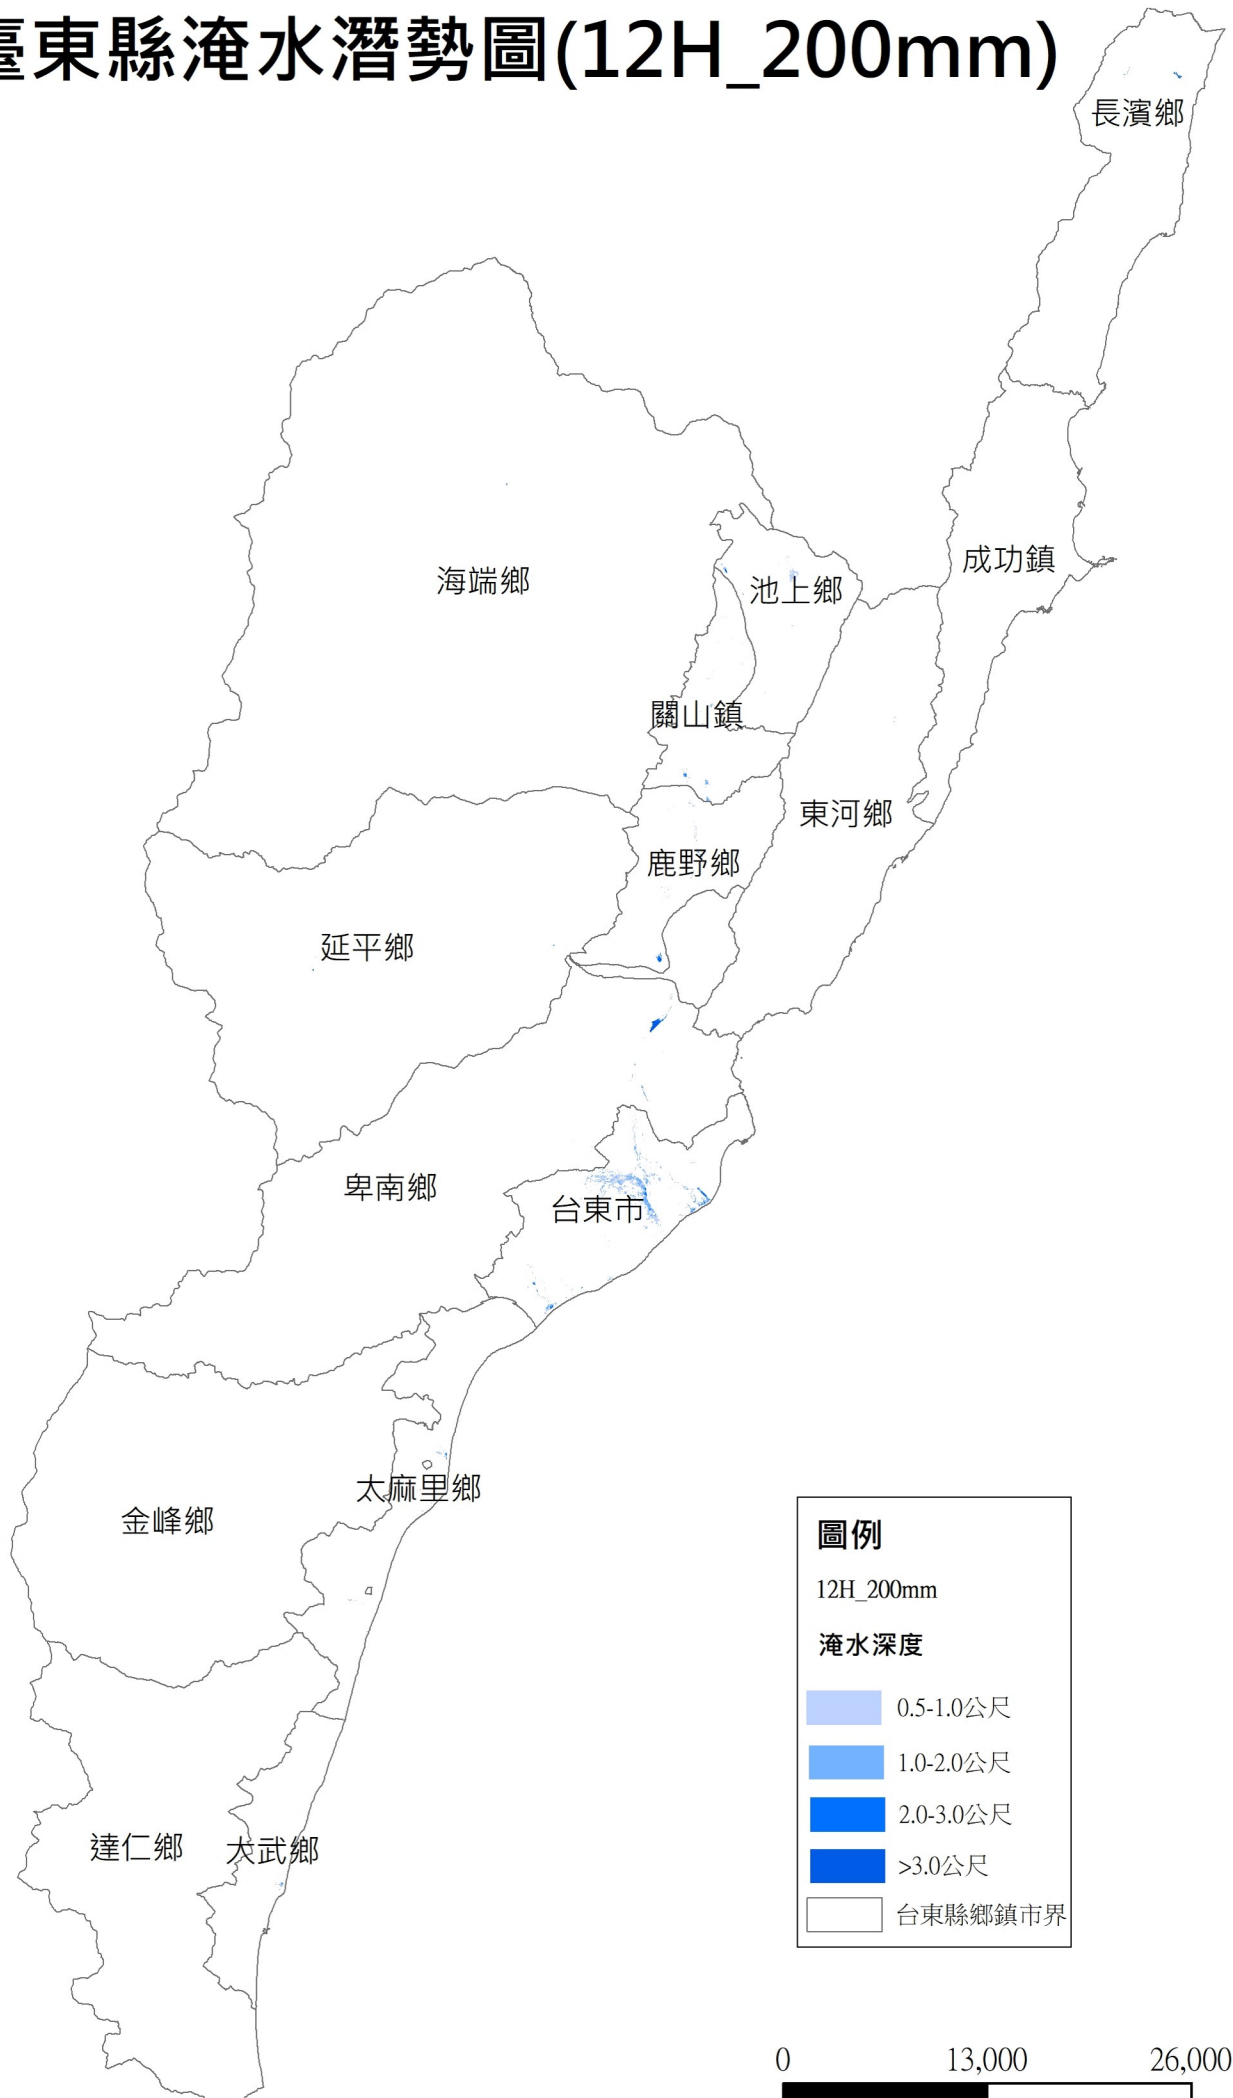 臺東縣淹水潛勢圖(12H_200mm)
長濱鄉
成功鎮
海端鄉
池上鄉
關山鎮
東河鄉
鹿野鄉
延平鄉
卑南鄉
台東市
太麻里鄉
金峰鄉
達仁鄉
大武鄉
圖例
12H_200mm
淹水深度
0.5-1.0公尺
1.0-2.0公尺
2.0-3.0公尺
>3.0公尺
台東縣鄉鎮市界
0 13,000 26,000